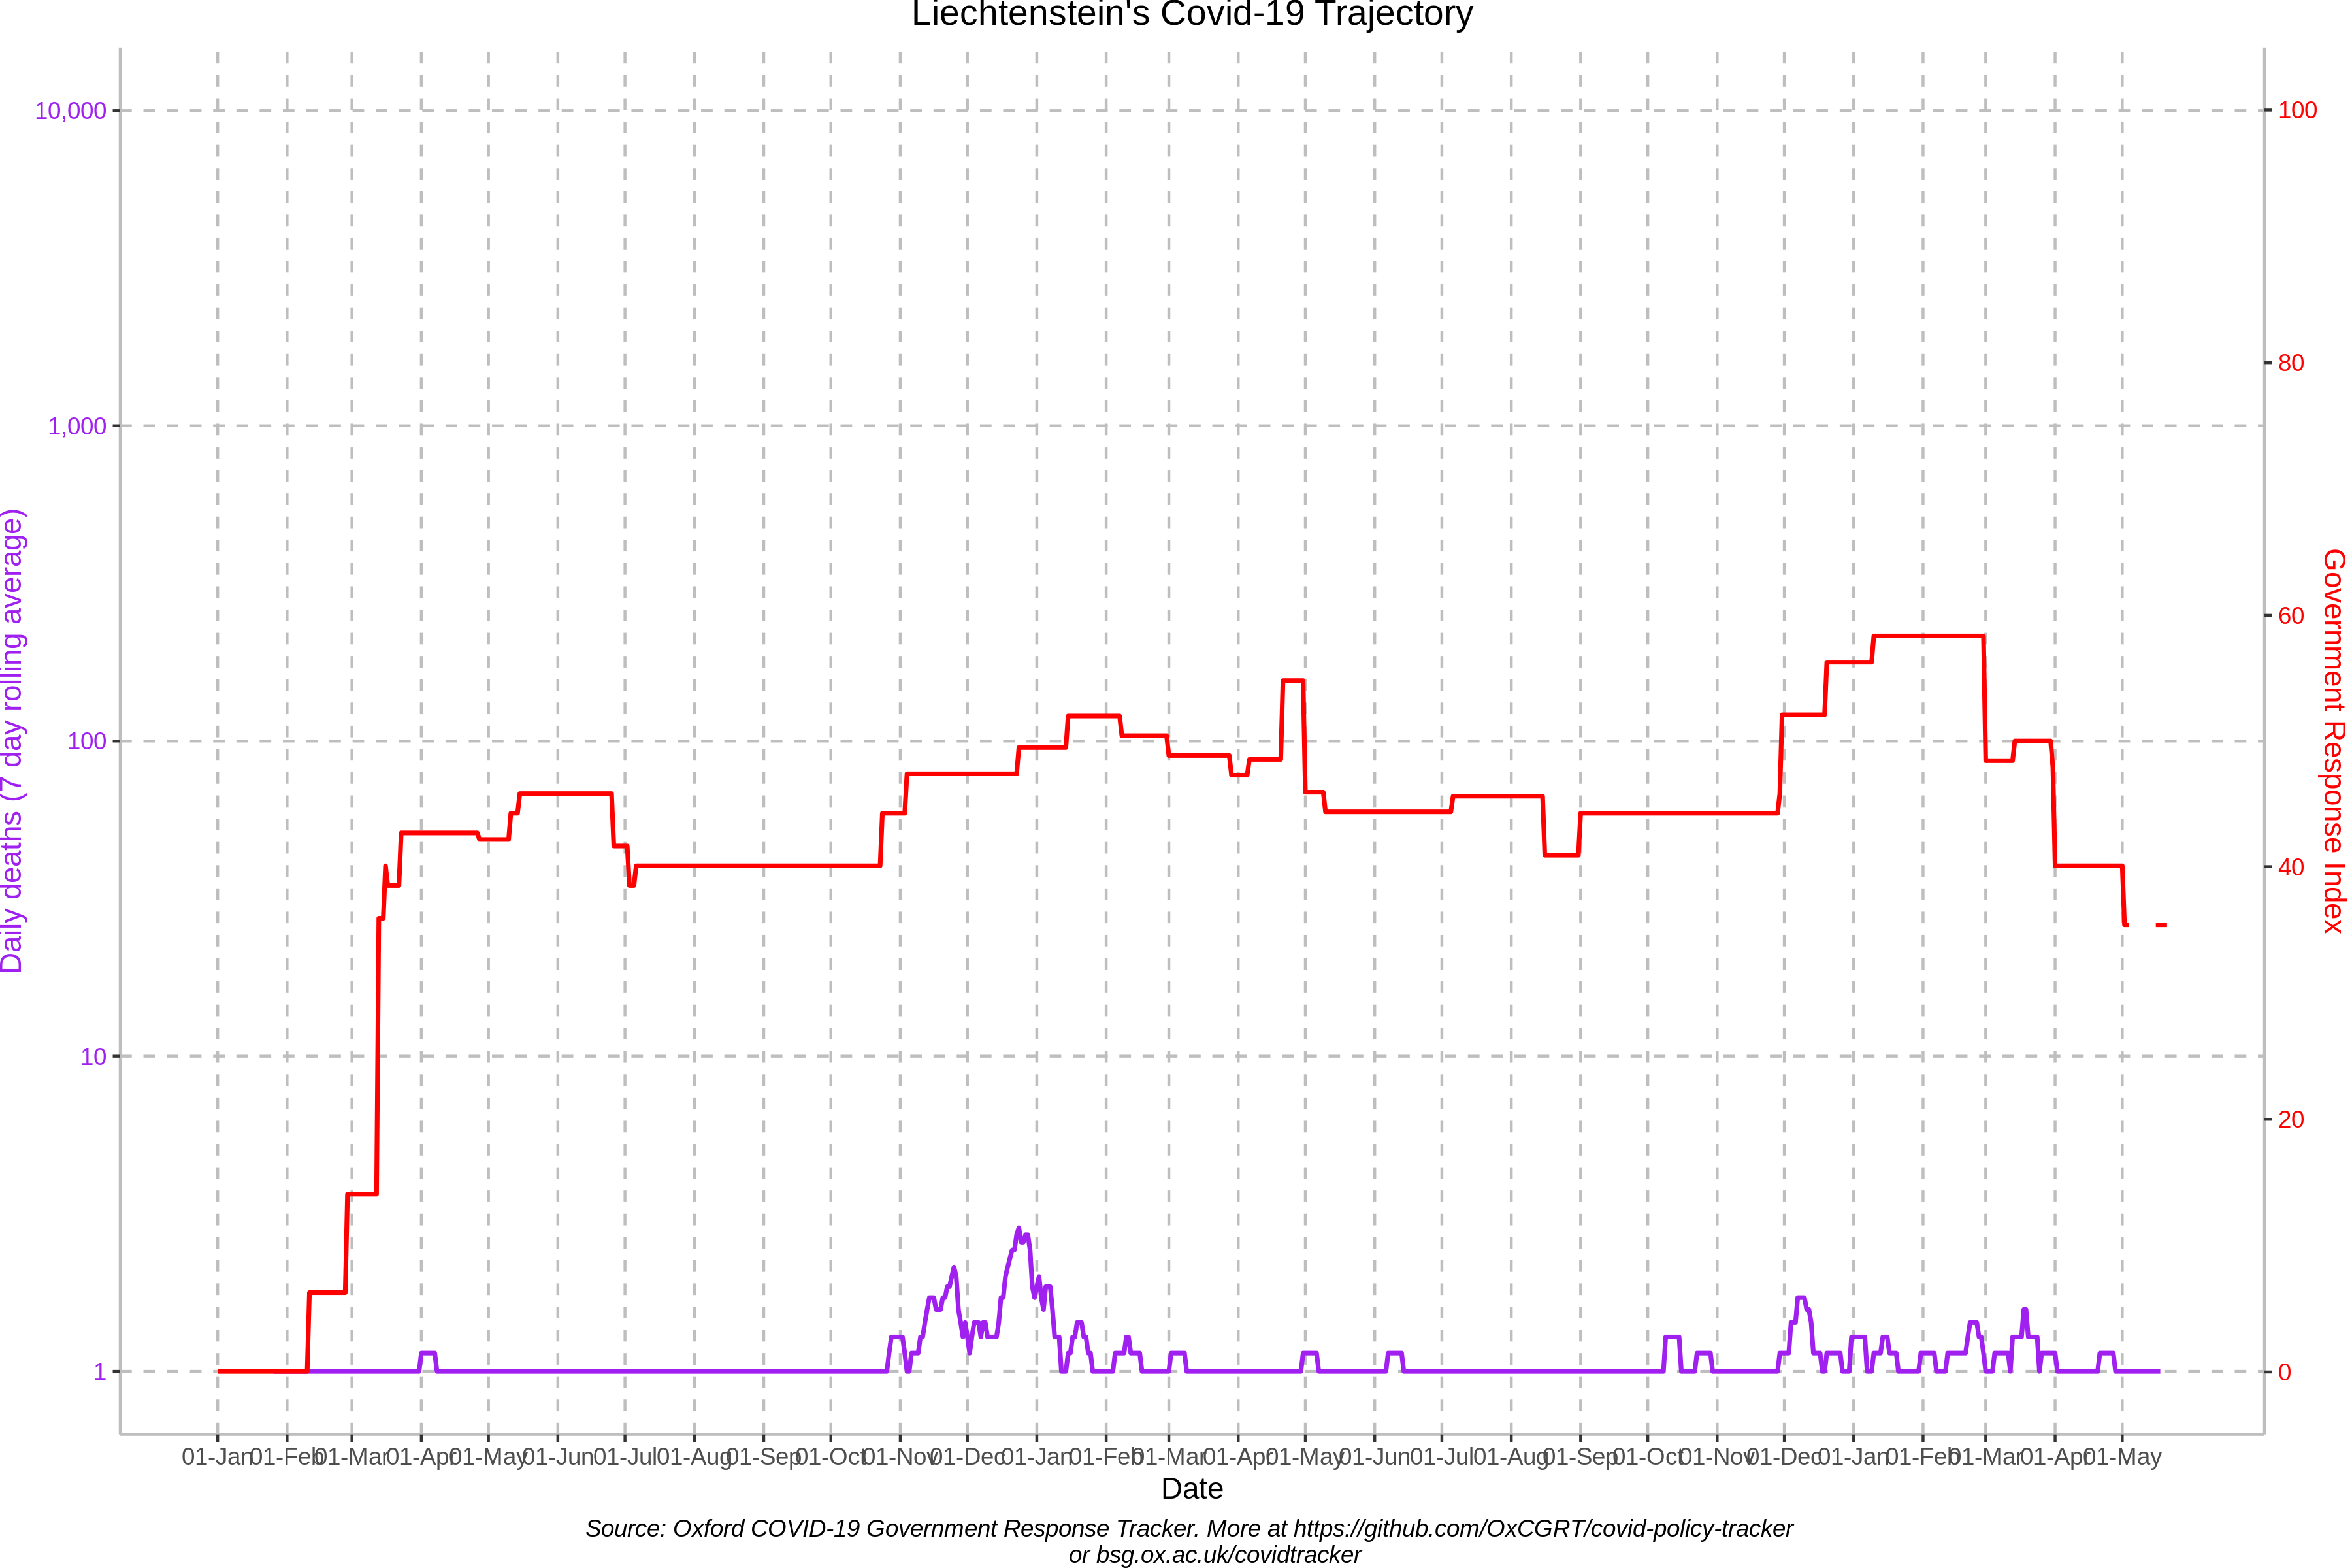 Liechtenstein's Covid-19 Trajectory
10,000
1,000
100
10
1
Daily deaths (7 day rolling average)
100
80
60
40
20
0
Government Response Index
01-Jan 01-Feb 01-Mar 01-Apr 01-May 01-Jun 01-Jul 01-Aug 01-Sep 01-Oct 01-Nov 01-Dec 01-Jan 01-Feb 01-Mar 01-Apr 01-May 01-Jun 01-Jul 01-Aug 01-Sep 01-Oct 01-Nov 01-Dec 01-Jan 01-Feb 01-Mar 01-Apr 01-May
Date
Source: Oxford COVID-19 Government Response Tracker. More at https://github.com/OxCGRT/covid-policy-tracker
or bsg.ox.ac.uk/covidtracker